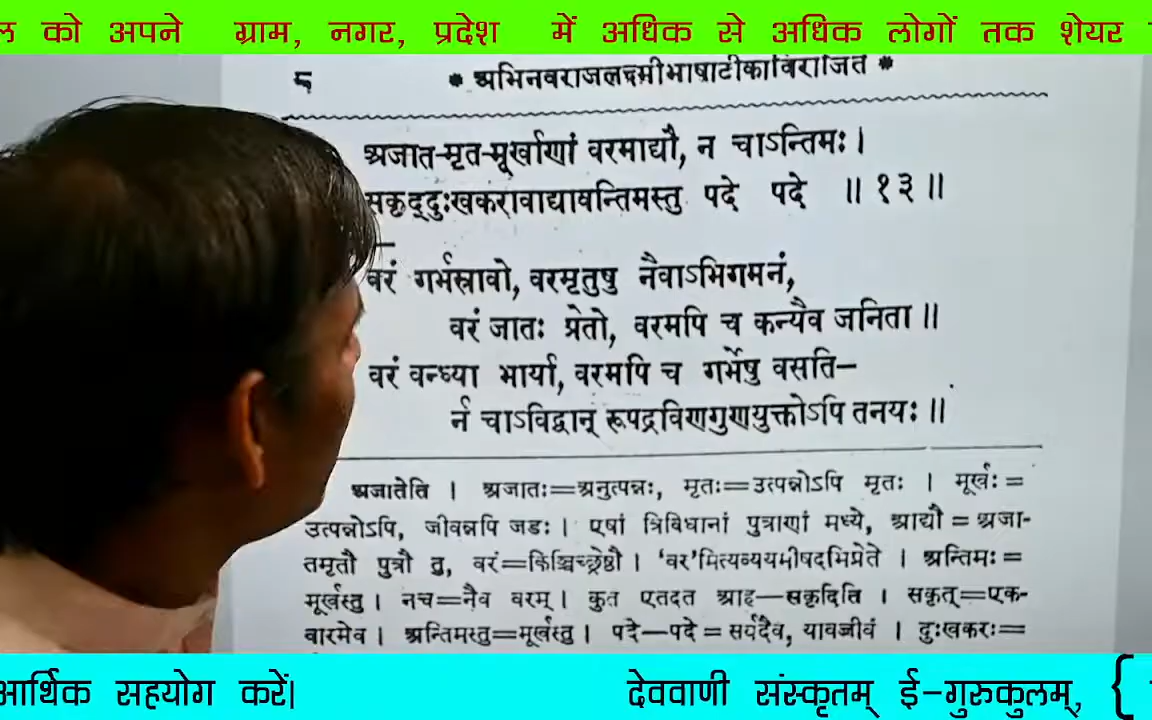 को अपने ग्राम, नगर, प्रदेश में अधिक से अधिक लोगों तक शेयर
८ * अभिनवराजलक्ष्मीभाषाटीकाविराजिते *
अजात-मृत-मूर्खाणां वरमाद्यौ, न चाऽन्तिमः ।
सकृद्दुःखकरावाद्यावन्तिमस्तु पदे पदे ॥ १३ ॥
वरं गर्भस्रावो, वरमृतुषु नैवाऽभिगमनं,
वरं जातः प्रेतो, वरमपि च कन्यैव जनिता ॥
वरं वन्ध्या भार्या, वरमपि च गर्भेषु वसति–
र्न चाऽविद्वान् रूपद्रविणगुणयुक्तोऽपि तनयः ॥
अजातेति । अजातः=अनुत्पन्नः, मृतः=उत्पन्नोऽपि मृतः । मूर्खः=
उत्पन्नोऽपि, जीवन्नपि जडः । एषां त्रिविधानां पुत्राणां मध्ये, आद्यौ=अजा-
तमृतौ पुत्रौ तु, वरं=किञ्चिच्छ्रेष्ठौ । 'वर'मित्यव्ययमीषदभिप्रेते । अन्तिमः=
मूर्खस्तु । नच=नैव वरम् । कुत एतदत आह—सकृदिति । सकृत्=एक-
वारमेव । अन्तिमस्तु=मूर्खस्तु । पदे—पदे=सर्वदैव, यावज्जीवं । दुःखकरः=
आर्थिक सहयोग करें। देववाणी संस्कृतम् ई-गुरुकुलम्, {